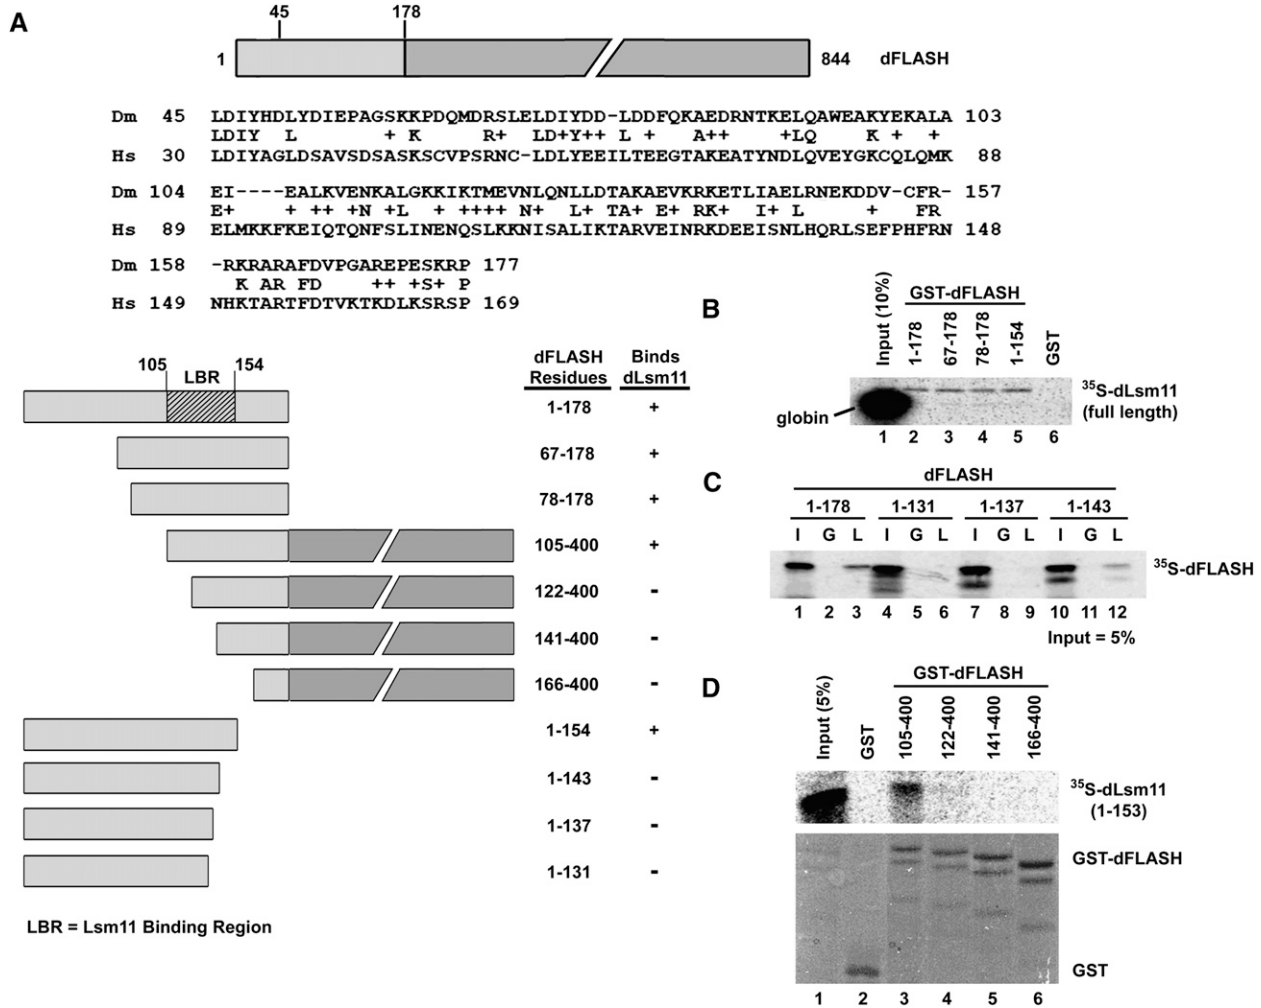 A
45 178
1 844 dFLASH
Dm 45 LDIYHDLYDIEPAGSKKPDQMDRSLELDIYDD-LDDFQKAEDRNTKELQAWEAKYEKALA 103
LDIY L + K R+ LD+Y++ L + A++ +LQ K + +
Hs 30 LDIYAGLDSAVSDSASKSCVPSRNC-LDLYEEILTEEGTAKEATYNDLQVEYGKCQLQMK 88
Dm 104 EI----EALKVENKALGKKIKTMEVNLQNLLDTAKAEVKRKETLIAELRNEKDDV-CFR- 157
E+ + ++ +N +L + ++++ N+ L+ TA+ E+ RK+ I+ L + FR
Hs 89 ELMKKFKEIQTQNFSLINENQSLKKNISALIKTARVEINRKDEEISNLHQRLSEFPHFRN 148
Dm 158 -RKRARAFDVPGAREPESKRP 177
K AR FD ++ +S+ P
Hs 149 NHKTARTFDTVKTKDLKSRSP 169
105 LBR 154
dFLASH Residues Binds dLsm11
1-178 +
67-178 +
78-178 +
105-400 +
122-400 -
141-400 -
166-400 -
1-154 +
1-143 -
1-137 -
1-131 -
LBR = Lsm11 Binding Region
B
Input (10%) GST-dFLASH
1-178 67-178 78-178 1-154 GST
globin
35S-dLsm11
(full length)
1 2 3 4 5 6
C
dFLASH
1-178 1-131 1-137 1-143
I G L I G L I G L I G L
35S-dFLASH
1 2 3 4 5 6 7 8 9 10 11 12
Input = 5%
D
GST-dFLASH
Input (5%) GST 105-400 122-400 141-400 166-400
35S-dLsm11
(1-153)
GST-dFLASH
GST
1 2 3 4 5 6